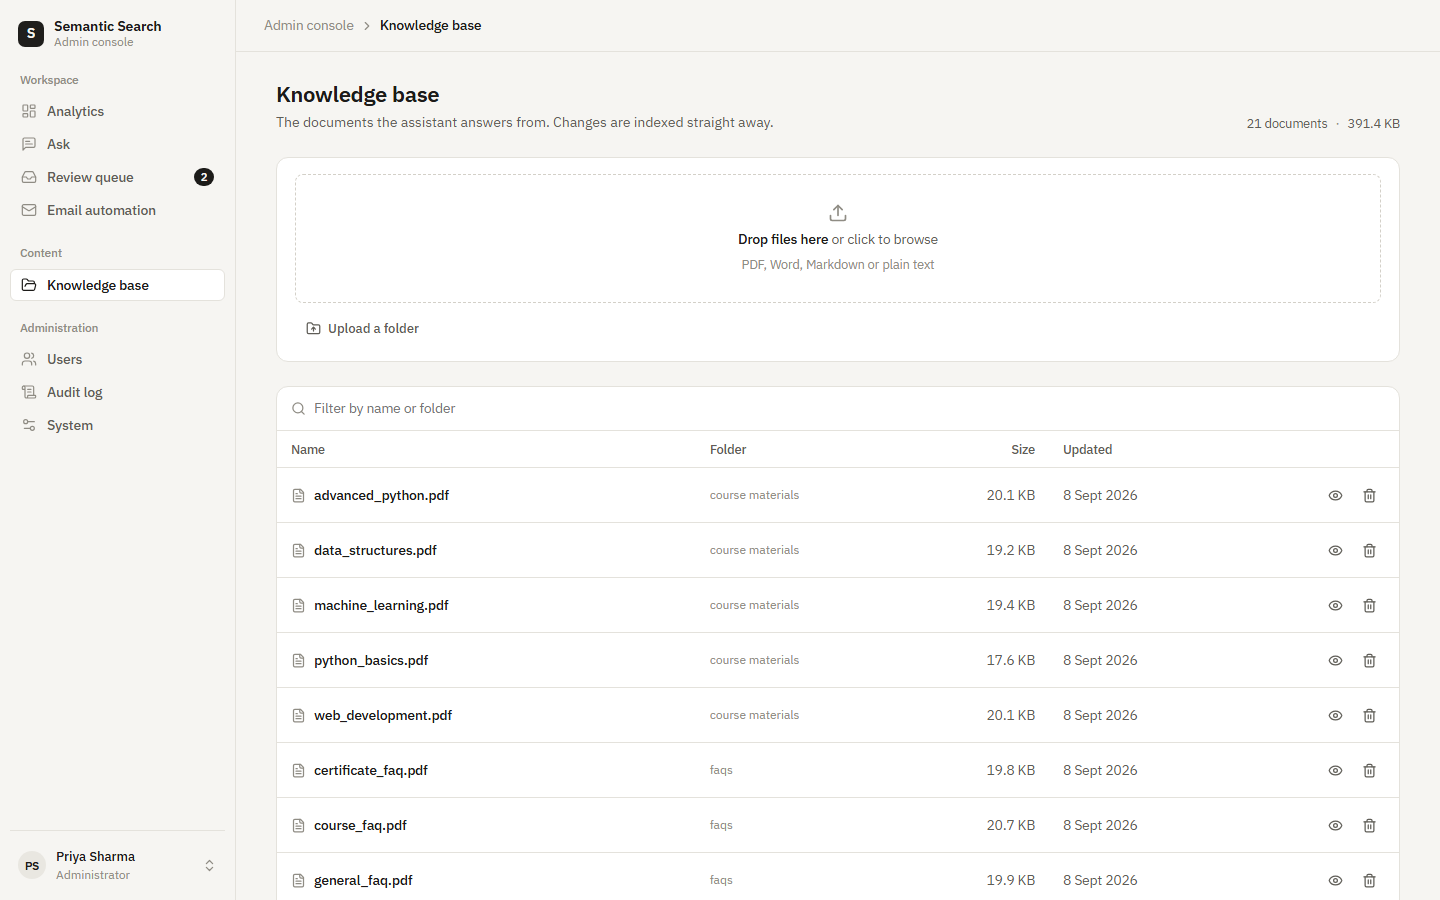 S
Semantic Search
Admin console
Workspace
Analytics
Ask
Review queue 2
Email automation
Content
Knowledge base
Administration
Users
Audit log
System
PS
Priya Sharma
Administrator
Admin console > Knowledge base
Knowledge base
The documents the assistant answers from. Changes are indexed straight away.
21 documents · 391.4 KB
Drop files here or click to browse
PDF, Word, Markdown or plain text
Upload a folder
Filter by name or folder
Name Folder Size Updated
advanced_python.pdf course materials 20.1 KB 8 Sept 2026
data_structures.pdf course materials 19.2 KB 8 Sept 2026
machine_learning.pdf course materials 19.4 KB 8 Sept 2026
python_basics.pdf course materials 17.6 KB 8 Sept 2026
web_development.pdf course materials 20.1 KB 8 Sept 2026
certificate_faq.pdf faqs 19.8 KB 8 Sept 2026
course_faq.pdf faqs 20.7 KB 8 Sept 2026
general_faq.pdf faqs 19.9 KB 8 Sept 2026